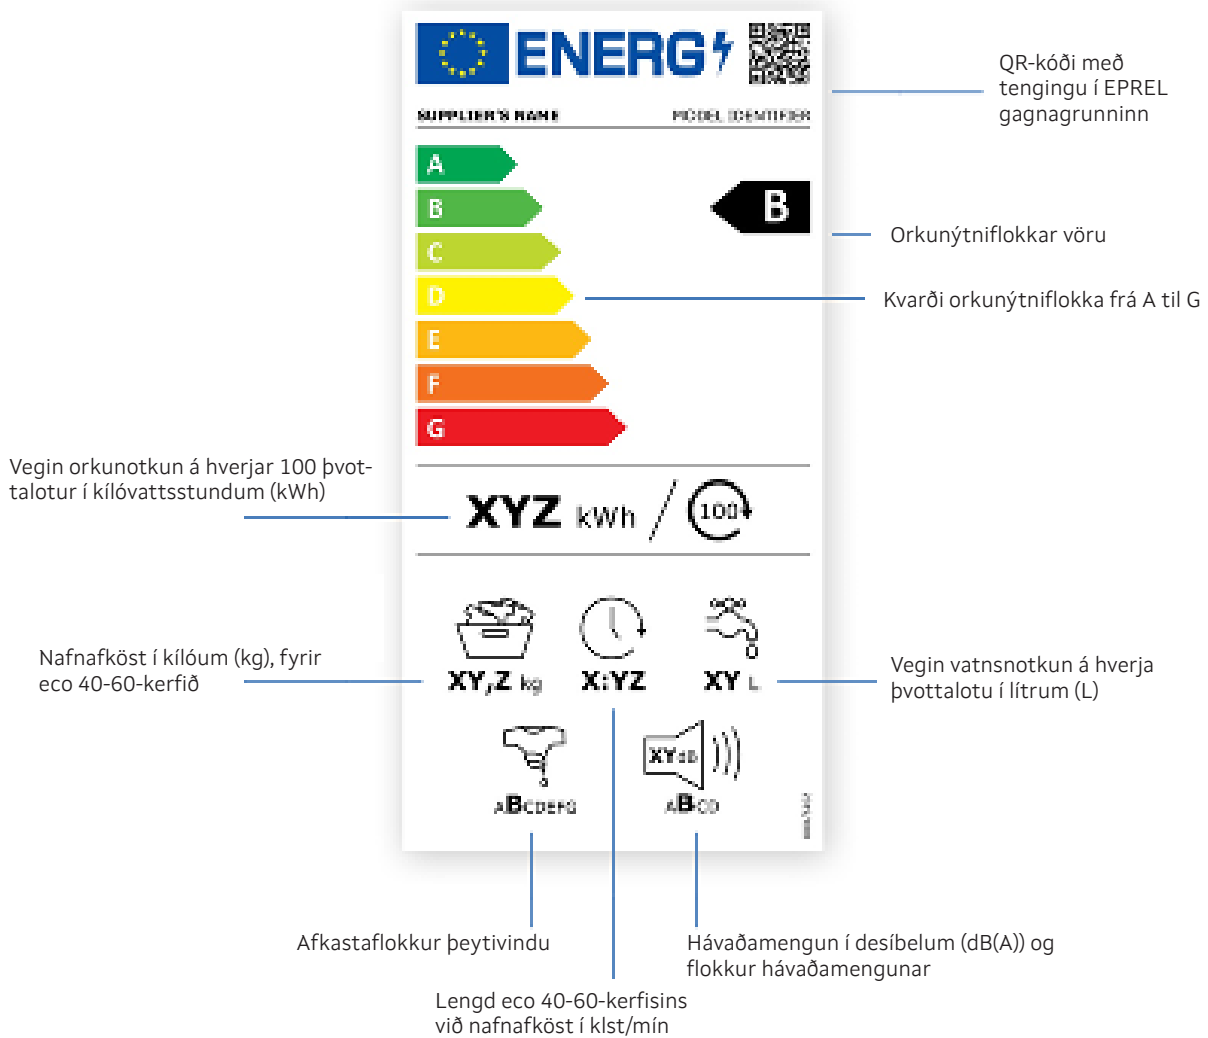 ENERG
QR-kóði með
tengingu í EPREL
gagnagrunninn
SUPPLIER'S NAME
MODEL IDENTIFIER
A
B
B
C
D
E
F
G
Orkunýtniflokkar vöru
Kvarði orkunýtniflokka frá A til G
Vegin orkunotkun á hverjar 100 þvot-
talotur í kílóvattsstundum (kWh)
XYZ kWh / 100
Nafnafköst í kílóum (kg), fyrir
eco 40-60-kerfið
XY,Z kg
X:YZ
XY L
Vegin vatnsnotkun á hverja
þvottalotu í lítrum (L)
XY dB
ABCDEFG
ABCD
Afkastaflokkur þeytivindu
Hávaðamengun í desíbelum (dB(A)) og
flokkur hávaðamengunar
Lengd eco 40-60-kerfisins
við nafnafköst í klst/mín